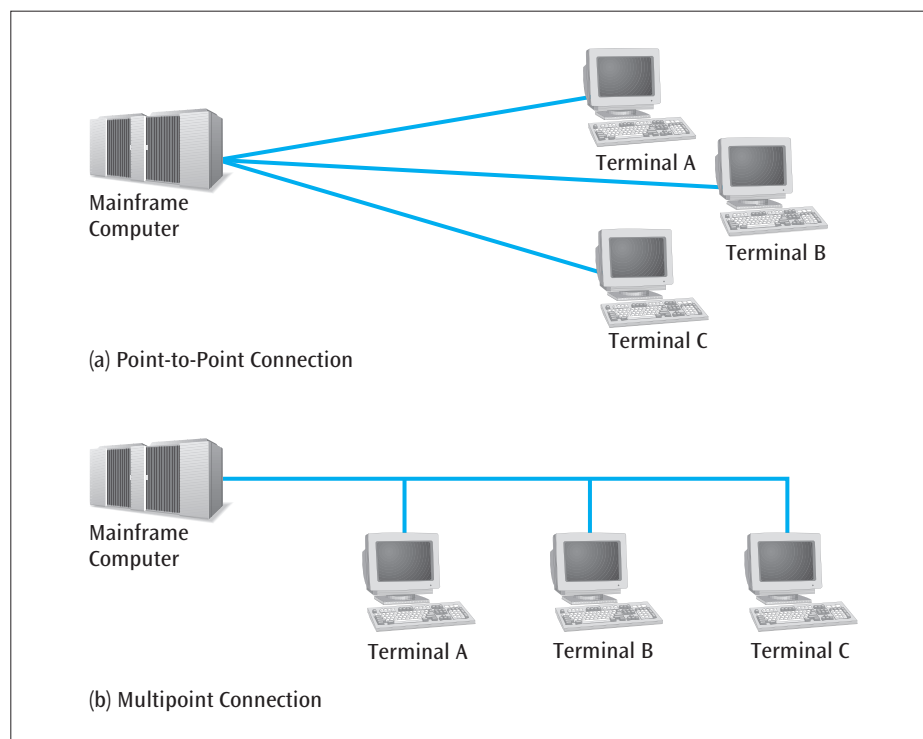 Terminal A
Mainframe
Computer
Terminal B
Terminal C
(a) Point-to-Point Connection
Mainframe
Computer
Terminal A
Terminal B
Terminal C
(b) Multipoint Connection